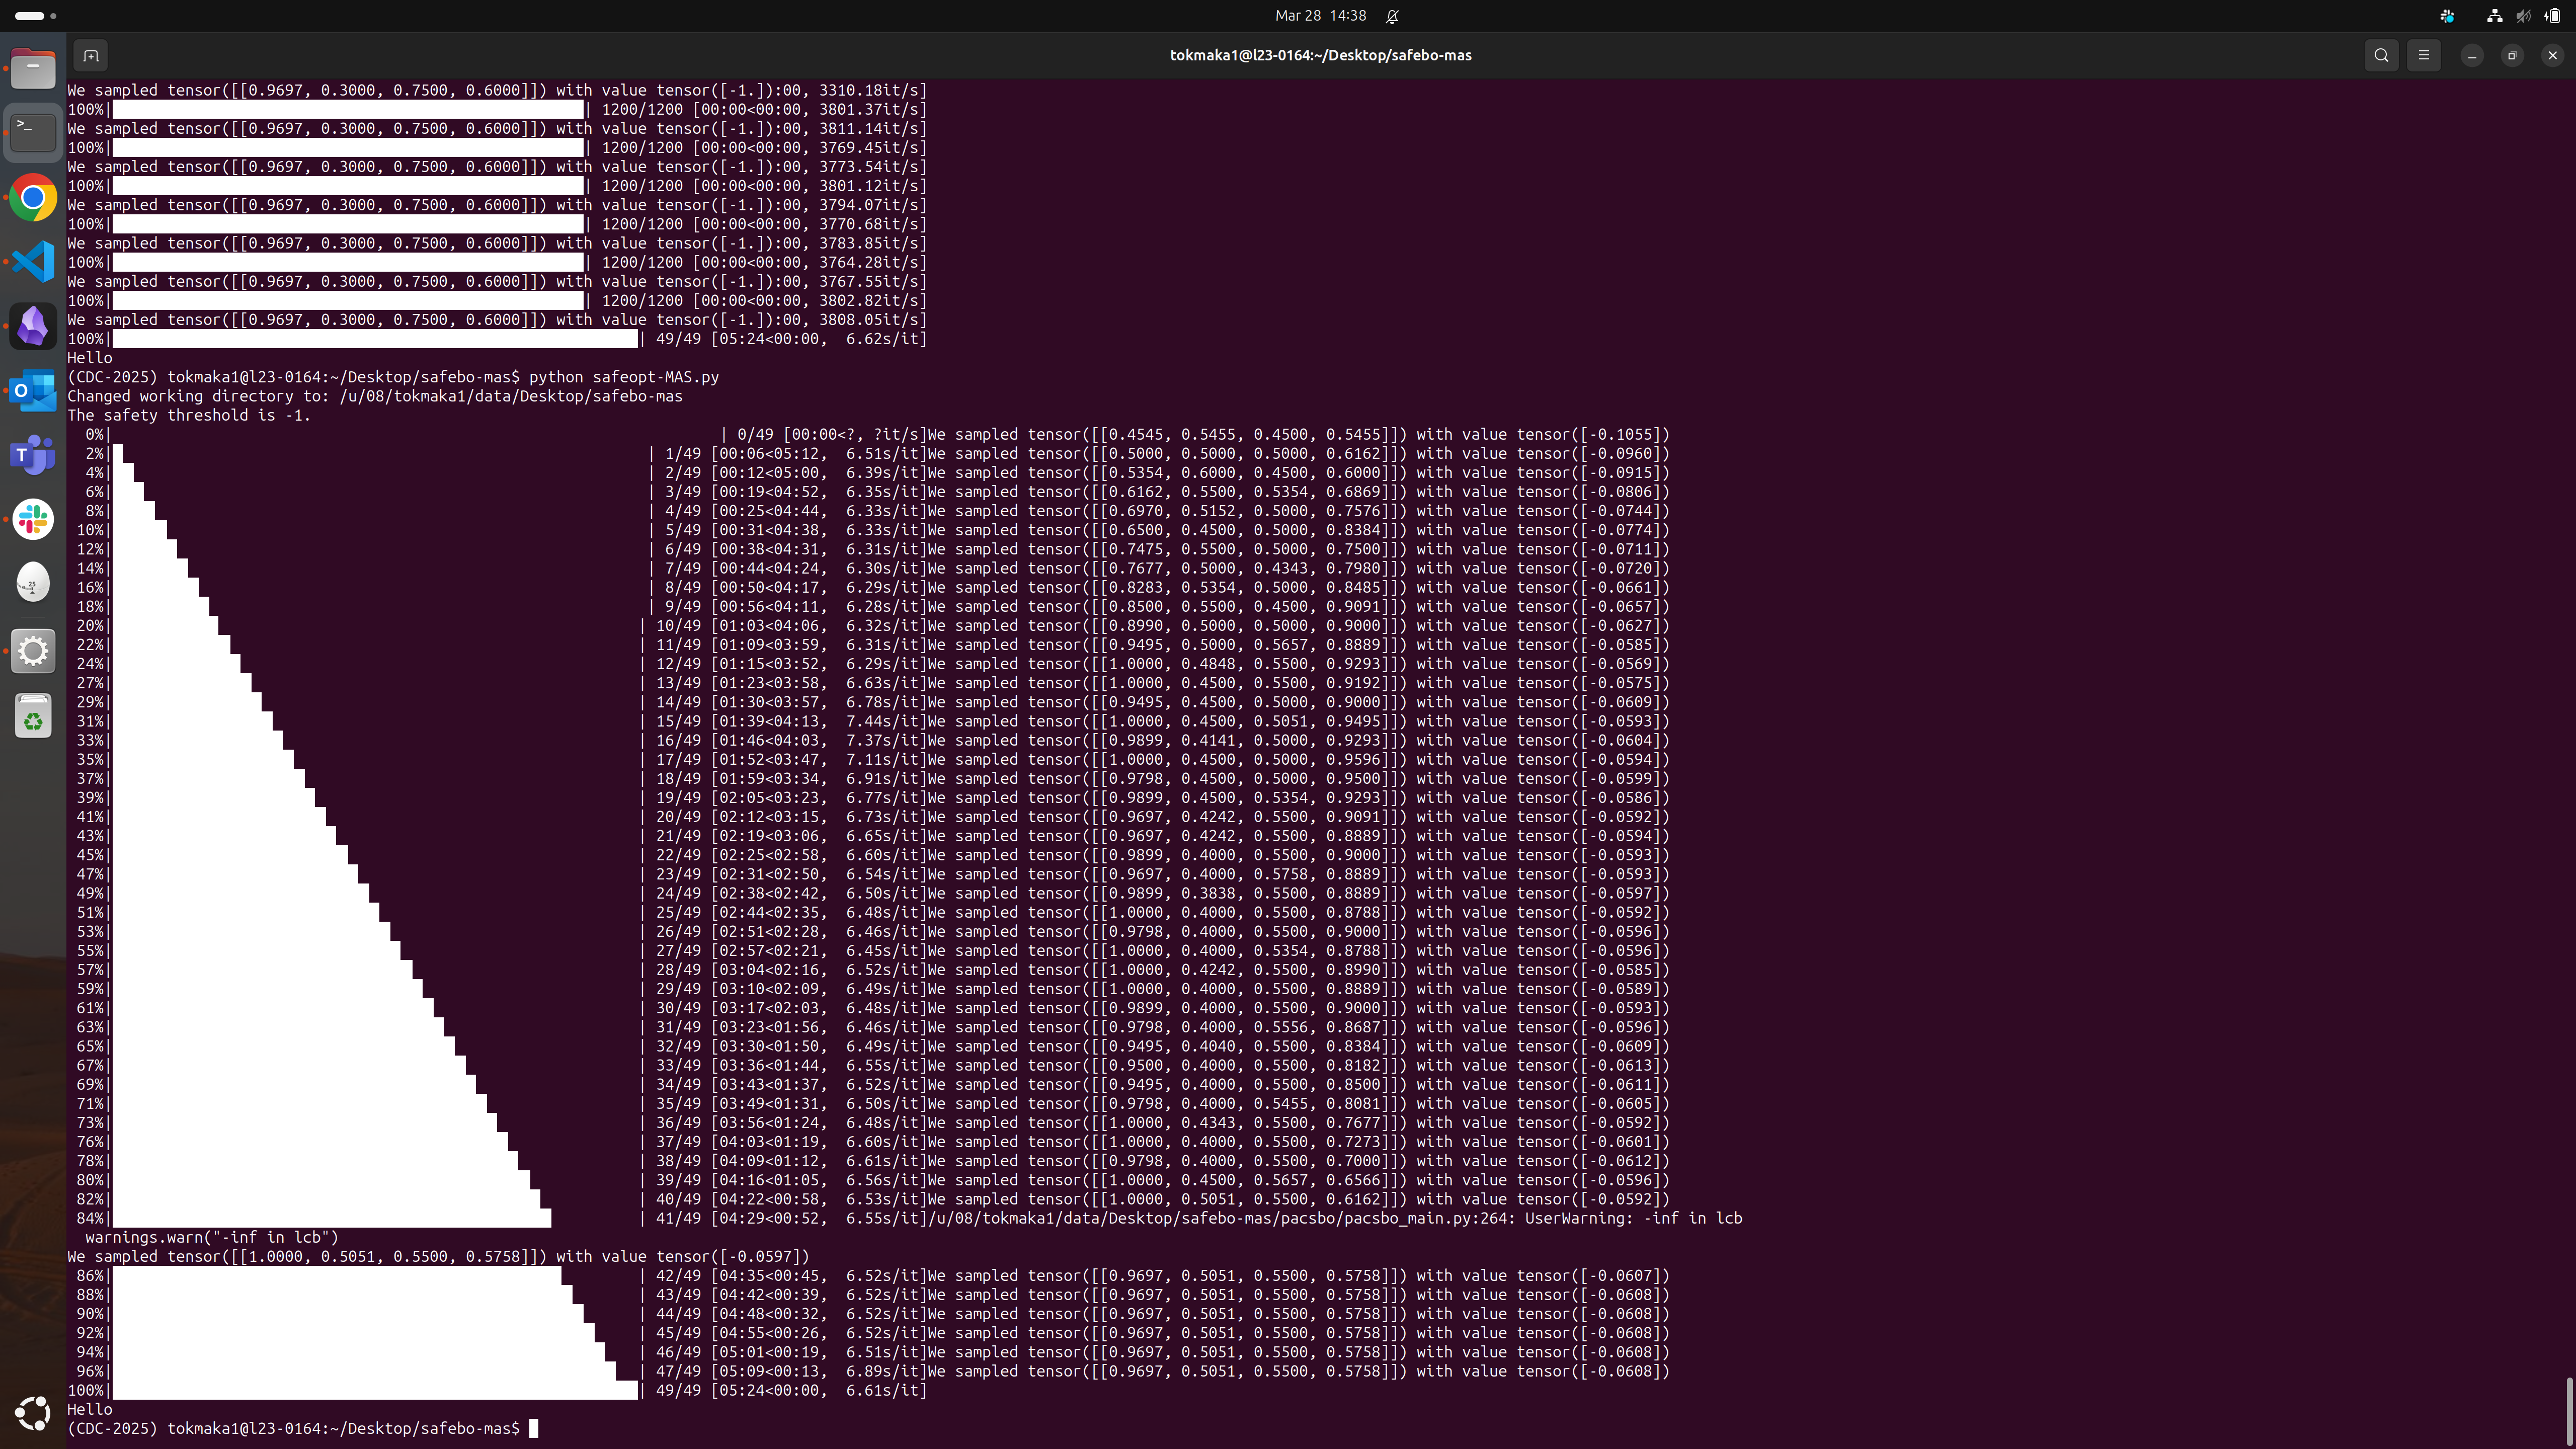 Mar 28 14:38
tokmaka1@l23-0164:~/Desktop/safebo-mas
We sampled tensor([[0.9697, 0.3000, 0.7500, 0.6000]]) with value tensor([-1.]):00, 3310.18it/s]
100%| | 1200/1200 [00:00<00:00, 3801.37it/s]
We sampled tensor([[0.9697, 0.3000, 0.7500, 0.6000]]) with value tensor([-1.]):00, 3811.14it/s]
100%| | 1200/1200 [00:00<00:00, 3769.45it/s]
We sampled tensor([[0.9697, 0.3000, 0.7500, 0.6000]]) with value tensor([-1.]):00, 3773.54it/s]
100%| | 1200/1200 [00:00<00:00, 3801.12it/s]
We sampled tensor([[0.9697, 0.3000, 0.7500, 0.6000]]) with value tensor([-1.]):00, 3794.07it/s]
100%| | 1200/1200 [00:00<00:00, 3770.68it/s]
We sampled tensor([[0.9697, 0.3000, 0.7500, 0.6000]]) with value tensor([-1.]):00, 3783.85it/s]
100%| | 1200/1200 [00:00<00:00, 3764.28it/s]
We sampled tensor([[0.9697, 0.3000, 0.7500, 0.6000]]) with value tensor([-1.]):00, 3767.55it/s]
100%| | 1200/1200 [00:00<00:00, 3802.82it/s]
We sampled tensor([[0.9697, 0.3000, 0.7500, 0.6000]]) with value tensor([-1.]):00, 3808.05it/s]
100%| | 49/49 [05:24<00:00, 6.62s/it]
Hello
(CDC-2025) tokmaka1@l23-0164:~/Desktop/safebo-mas$ python safeopt-MAS.py
Changed working directory to: /u/08/tokmaka1/data/Desktop/safebo-mas
The safety threshold is -1.
0%| | 0/49 [00:00<?, ?it/s]We sampled tensor([[0.4545, 0.5455, 0.4500, 0.5455]]) with value tensor([-0.1055])
2%| | 1/49 [00:06<05:12, 6.51s/it]We sampled tensor([[0.5000, 0.5000, 0.5000, 0.6162]]) with value tensor([-0.0960])
4%| | 2/49 [00:12<05:00, 6.39s/it]We sampled tensor([[0.5354, 0.6000, 0.4500, 0.6000]]) with value tensor([-0.0915])
6%| | 3/49 [00:19<04:52, 6.35s/it]We sampled tensor([[0.6162, 0.5500, 0.5354, 0.6869]]) with value tensor([-0.0806])
8%| | 4/49 [00:25<04:44, 6.33s/it]We sampled tensor([[0.6970, 0.5152, 0.5000, 0.7576]]) with value tensor([-0.0744])
10%| | 5/49 [00:31<04:38, 6.33s/it]We sampled tensor([[0.6500, 0.4500, 0.5000, 0.8384]]) with value tensor([-0.0774])
12%| | 6/49 [00:38<04:31, 6.31s/it]We sampled tensor([[0.7475, 0.5500, 0.5000, 0.7500]]) with value tensor([-0.0711])
14%| | 7/49 [00:44<04:24, 6.30s/it]We sampled tensor([[0.7677, 0.5000, 0.4343, 0.7980]]) with value tensor([-0.0720])
16%| | 8/49 [00:50<04:17, 6.29s/it]We sampled tensor([[0.8283, 0.5354, 0.5000, 0.8485]]) with value tensor([-0.0661])
18%| | 9/49 [00:56<04:11, 6.28s/it]We sampled tensor([[0.8500, 0.5500, 0.4500, 0.9091]]) with value tensor([-0.0657])
20%| | 10/49 [01:03<04:06, 6.32s/it]We sampled tensor([[0.8990, 0.5000, 0.5000, 0.9000]]) with value tensor([-0.0627])
22%| | 11/49 [01:09<03:59, 6.31s/it]We sampled tensor([[0.9495, 0.5000, 0.5657, 0.8889]]) with value tensor([-0.0585])
24%| | 12/49 [01:15<03:52, 6.29s/it]We sampled tensor([[1.0000, 0.4848, 0.5500, 0.9293]]) with value tensor([-0.0569])
27%| | 13/49 [01:23<03:58, 6.63s/it]We sampled tensor([[1.0000, 0.4500, 0.5500, 0.9192]]) with value tensor([-0.0575])
29%| | 14/49 [01:30<03:57, 6.78s/it]We sampled tensor([[0.9495, 0.4500, 0.5000, 0.9000]]) with value tensor([-0.0609])
31%| | 15/49 [01:39<04:13, 7.44s/it]We sampled tensor([[1.0000, 0.4500, 0.5051, 0.9495]]) with value tensor([-0.0593])
33%| | 16/49 [01:46<04:03, 7.37s/it]We sampled tensor([[0.9899, 0.4141, 0.5000, 0.9293]]) with value tensor([-0.0604])
35%| | 17/49 [01:52<03:47, 7.11s/it]We sampled tensor([[1.0000, 0.4500, 0.5000, 0.9596]]) with value tensor([-0.0594])
37%| | 18/49 [01:59<03:34, 6.91s/it]We sampled tensor([[0.9798, 0.4500, 0.5000, 0.9500]]) with value tensor([-0.0599])
39%| | 19/49 [02:05<03:23, 6.77s/it]We sampled tensor([[0.9899, 0.4500, 0.5354, 0.9293]]) with value tensor([-0.0586])
41%| | 20/49 [02:12<03:15, 6.73s/it]We sampled tensor([[0.9697, 0.4242, 0.5500, 0.9091]]) with value tensor([-0.0592])
43%| | 21/49 [02:19<03:06, 6.65s/it]We sampled tensor([[0.9697, 0.4242, 0.5500, 0.8889]]) with value tensor([-0.0594])
45%| | 22/49 [02:25<02:58, 6.60s/it]We sampled tensor([[0.9899, 0.4000, 0.5500, 0.9000]]) with value tensor([-0.0593])
47%| | 23/49 [02:31<02:50, 6.54s/it]We sampled tensor([[0.9697, 0.4000, 0.5758, 0.8889]]) with value tensor([-0.0593])
49%| | 24/49 [02:38<02:42, 6.50s/it]We sampled tensor([[0.9899, 0.3838, 0.5500, 0.8889]]) with value tensor([-0.0597])
51%| | 25/49 [02:44<02:35, 6.48s/it]We sampled tensor([[1.0000, 0.4000, 0.5500, 0.8788]]) with value tensor([-0.0592])
53%| | 26/49 [02:51<02:28, 6.46s/it]We sampled tensor([[0.9798, 0.4000, 0.5500, 0.9000]]) with value tensor([-0.0596])
55%| | 27/49 [02:57<02:21, 6.45s/it]We sampled tensor([[1.0000, 0.4000, 0.5354, 0.8788]]) with value tensor([-0.0596])
57%| | 28/49 [03:04<02:16, 6.52s/it]We sampled tensor([[1.0000, 0.4242, 0.5500, 0.8990]]) with value tensor([-0.0585])
59%| | 29/49 [03:10<02:09, 6.49s/it]We sampled tensor([[1.0000, 0.4000, 0.5500, 0.8889]]) with value tensor([-0.0589])
61%| | 30/49 [03:17<02:03, 6.48s/it]We sampled tensor([[0.9899, 0.4000, 0.5500, 0.9000]]) with value tensor([-0.0593])
63%| | 31/49 [03:23<01:56, 6.46s/it]We sampled tensor([[0.9798, 0.4000, 0.5556, 0.8687]]) with value tensor([-0.0596])
65%| | 32/49 [03:30<01:50, 6.49s/it]We sampled tensor([[0.9495, 0.4040, 0.5500, 0.8384]]) with value tensor([-0.0609])
67%| | 33/49 [03:36<01:44, 6.55s/it]We sampled tensor([[0.9500, 0.4000, 0.5500, 0.8182]]) with value tensor([-0.0613])
69%| | 34/49 [03:43<01:37, 6.52s/it]We sampled tensor([[0.9495, 0.4000, 0.5500, 0.8500]]) with value tensor([-0.0611])
71%| | 35/49 [03:49<01:31, 6.50s/it]We sampled tensor([[0.9798, 0.4000, 0.5455, 0.8081]]) with value tensor([-0.0605])
73%| | 36/49 [03:56<01:24, 6.48s/it]We sampled tensor([[1.0000, 0.4343, 0.5500, 0.7677]]) with value tensor([-0.0592])
76%| | 37/49 [04:03<01:19, 6.60s/it]We sampled tensor([[1.0000, 0.4000, 0.5500, 0.7273]]) with value tensor([-0.0601])
78%| | 38/49 [04:09<01:12, 6.61s/it]We sampled tensor([[0.9798, 0.4000, 0.5500, 0.7000]]) with value tensor([-0.0612])
80%| | 39/49 [04:16<01:05, 6.56s/it]We sampled tensor([[1.0000, 0.4500, 0.5657, 0.6566]]) with value tensor([-0.0596])
82%| | 40/49 [04:22<00:58, 6.53s/it]We sampled tensor([[1.0000, 0.5051, 0.5500, 0.6162]]) with value tensor([-0.0592])
84%| | 41/49 [04:29<00:52, 6.55s/it]/u/08/tokmaka1/data/Desktop/safebo-mas/pacsbo/pacsbo_main.py:264: UserWarning: -inf in lcb
warnings.warn("-inf in lcb")
We sampled tensor([[1.0000, 0.5051, 0.5500, 0.5758]]) with value tensor([-0.0597])
86%| | 42/49 [04:35<00:45, 6.52s/it]We sampled tensor([[0.9697, 0.5051, 0.5500, 0.5758]]) with value tensor([-0.0607])
88%| | 43/49 [04:42<00:39, 6.52s/it]We sampled tensor([[0.9697, 0.5051, 0.5500, 0.5758]]) with value tensor([-0.0608])
90%| | 44/49 [04:48<00:32, 6.52s/it]We sampled tensor([[0.9697, 0.5051, 0.5500, 0.5758]]) with value tensor([-0.0608])
92%| | 45/49 [04:55<00:26, 6.52s/it]We sampled tensor([[0.9697, 0.5051, 0.5500, 0.5758]]) with value tensor([-0.0608])
94%| | 46/49 [05:01<00:19, 6.51s/it]We sampled tensor([[0.9697, 0.5051, 0.5500, 0.5758]]) with value tensor([-0.0608])
96%| | 47/49 [05:09<00:13, 6.89s/it]We sampled tensor([[0.9697, 0.5051, 0.5500, 0.5758]]) with value tensor([-0.0608])
100%| | 49/49 [05:24<00:00, 6.61s/it]
Hello
(CDC-2025) tokmaka1@l23-0164:~/Desktop/safebo-mas$